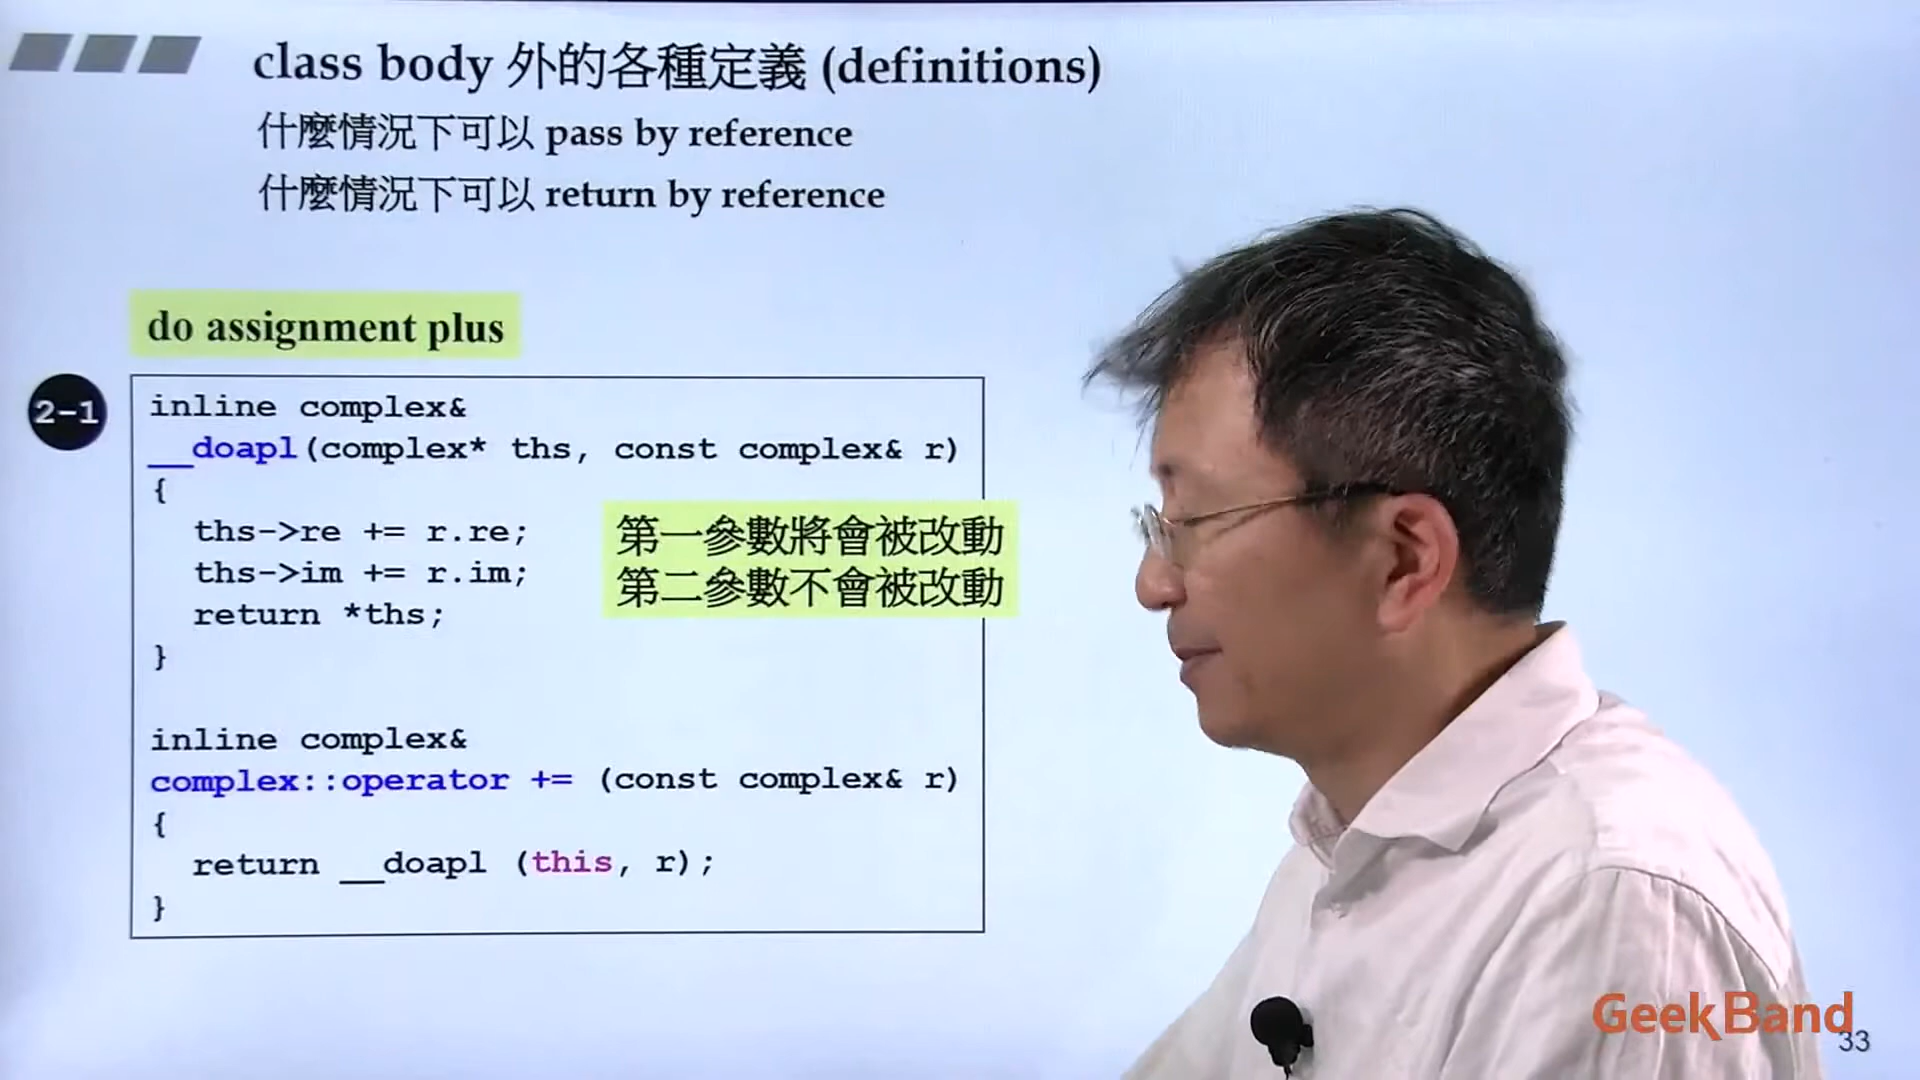 class body 外的各種定義 (definitions)
什麼情況下可以 pass by reference
什麼情況下可以 return by reference
do assignment plus
2-1
inline complex&
__doapl(complex* ths, const complex& r)
{
ths->re += r.re;
ths->im += r.im;
return *ths;
}
第一參數將會被改動
第二參數不會被改動
inline complex&
complex::operator += (const complex& r)
{
return __doapl (this, r);
}
GeekBand
33